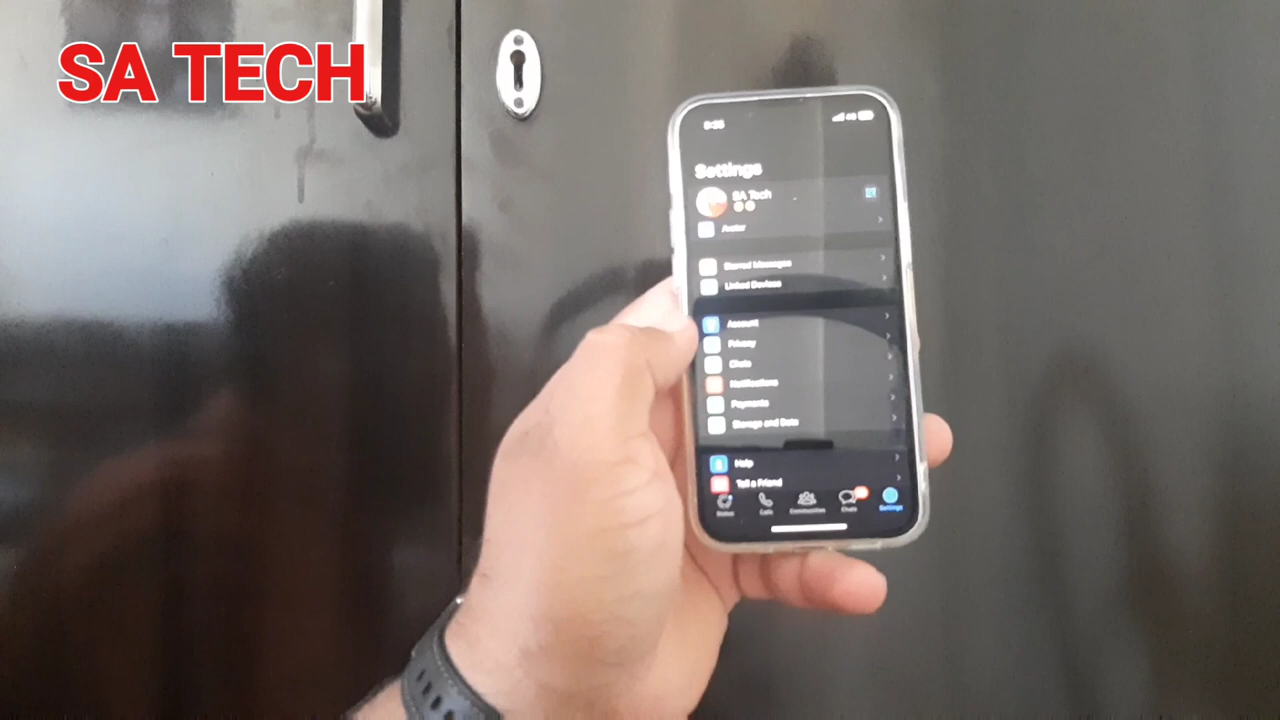 SA TECH
Settings
SA Tech
Avatar
Starred Messages
Linked Devices
Account
Privacy
Chats
Notifications
Payments
Storage and Data
Help
Tell a Friend
Status
Calls
Communities
Chats
Settings